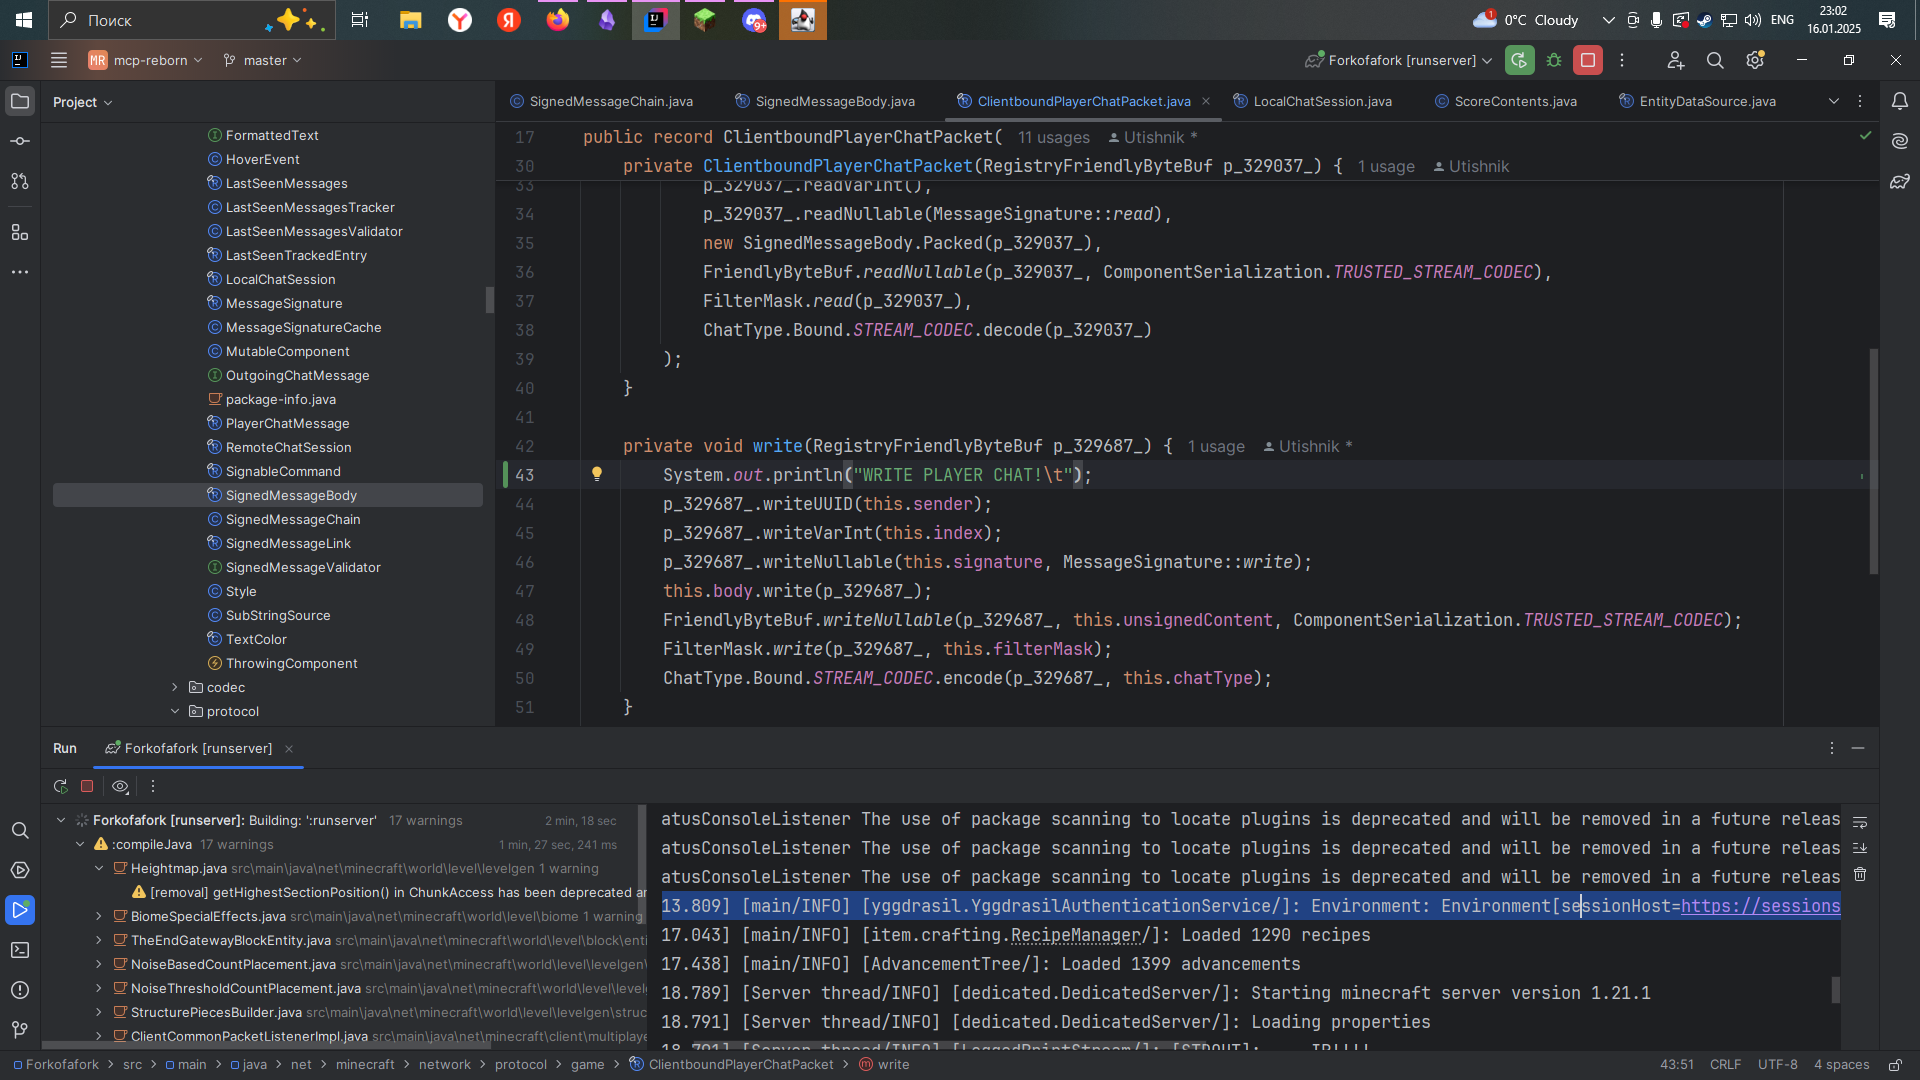 Поиск
0°C Cloudy
ENG
23:02
16.01.2025
MR mcp-reborn
master
Forkofafork [runserver]
Project
SignedMessageChain.java
SignedMessageBody.java
ClientboundPlayerChatPacket.java
LocalChatSession.java
ScoreContents.java
EntityDataSource.java
FormattedText
HoverEvent
LastSeenMessages
LastSeenMessagesTracker
LastSeenMessagesValidator
LastSeenTrackedEntry
LocalChatSession
MessageSignature
MessageSignatureCache
MutableComponent
OutgoingChatMessage
package-info.java
PlayerChatMessage
RemoteChatSession
SignableCommand
SignedMessageBody
SignedMessageChain
SignedMessageLink
SignedMessageValidator
Style
SubStringSource
TextColor
ThrowingComponent
codec
protocol
17 public record ClientboundPlayerChatPacket( 11 usages Utishnik *
30 private ClientboundPlayerChatPacket(RegistryFriendlyByteBuf p_329037_) { 1 usage Utishnik
33 p_329037_.readVarInt(),
34 p_329037_.readNullable(MessageSignature::read),
35 new SignedMessageBody.Packed(p_329037_),
36 FriendlyByteBuf.readNullable(p_329037_, ComponentSerialization.TRUSTED_STREAM_CODEC),
37 FilterMask.read(p_329037_),
38 ChatType.Bound.STREAM_CODEC.decode(p_329037_)
39 );
40 }
41
42 private void write(RegistryFriendlyByteBuf p_329687_) { 1 usage Utishnik *
43 System.out.println("WRITE PLAYER CHAT!\t");
44 p_329687_.writeUUID(this.sender);
45 p_329687_.writeVarInt(this.index);
46 p_329687_.writeNullable(this.signature, MessageSignature::write);
47 this.body.write(p_329687_);
48 FriendlyByteBuf.writeNullable(p_329687_, this.unsignedContent, ComponentSerialization.TRUSTED_STREAM_CODEC);
49 FilterMask.write(p_329687_, this.filterMask);
50 ChatType.Bound.STREAM_CODEC.encode(p_329687_, this.chatType);
51 }
Run
Forkofafork [runserver]
Forkofafork [runserver]: Building: ':runserver' 17 warnings 2 min, 18 sec
:compileJava 17 warnings 1 min, 27 sec, 241 ms
Heightmap.java src\main\java\net\minecraft\world\level\levelgen 1 warning
[removal] getHighestSectionPosition() in ChunkAccess has been deprecated ar
BiomeSpecialEffects.java src\main\java\net\minecraft\world\level\biome 1 warning
TheEndGatewayBlockEntity.java src\main\java\net\minecraft\world\level\block\enti
NoiseBasedCountPlacement.java src\main\java\net\minecraft\world\level\levelgen
NoiseThresholdCountPlacement.java src\main\java\net\minecraft\world\level\level
StructurePiecesBuilder.java src\main\java\net\minecraft\world\level\levelgen\struc
ClientCommonPacketListenerImpl.java src\main\java\net\minecraft\client\multiplaye
atusConsoleListener The use of package scanning to locate plugins is deprecated and will be removed in a future releas
atusConsoleListener The use of package scanning to locate plugins is deprecated and will be removed in a future releas
atusConsoleListener The use of package scanning to locate plugins is deprecated and will be removed in a future releas
13.809] [main/INFO] [yggdrasil.YggdrasilAuthenticationService/]: Environment: Environment[sessionHost=https://sessions
17.043] [main/INFO] [item.crafting.RecipeManager/]: Loaded 1290 recipes
17.438] [main/INFO] [AdvancementTree/]: Loaded 1399 advancements
18.789] [Server thread/INFO] [dedicated.DedicatedServer/]: Starting minecraft server version 1.21.1
18.791] [Server thread/INFO] [dedicated.DedicatedServer/]: Loading properties
18.791] [Server thread/INFO] [LoggedPrintStream/]: [STDOUT]:
Forkofafork > src > main > java > net > minecraft > network > protocol > game > ClientboundPlayerChatPacket > write
43:51 CRLF UTF-8 4 spaces